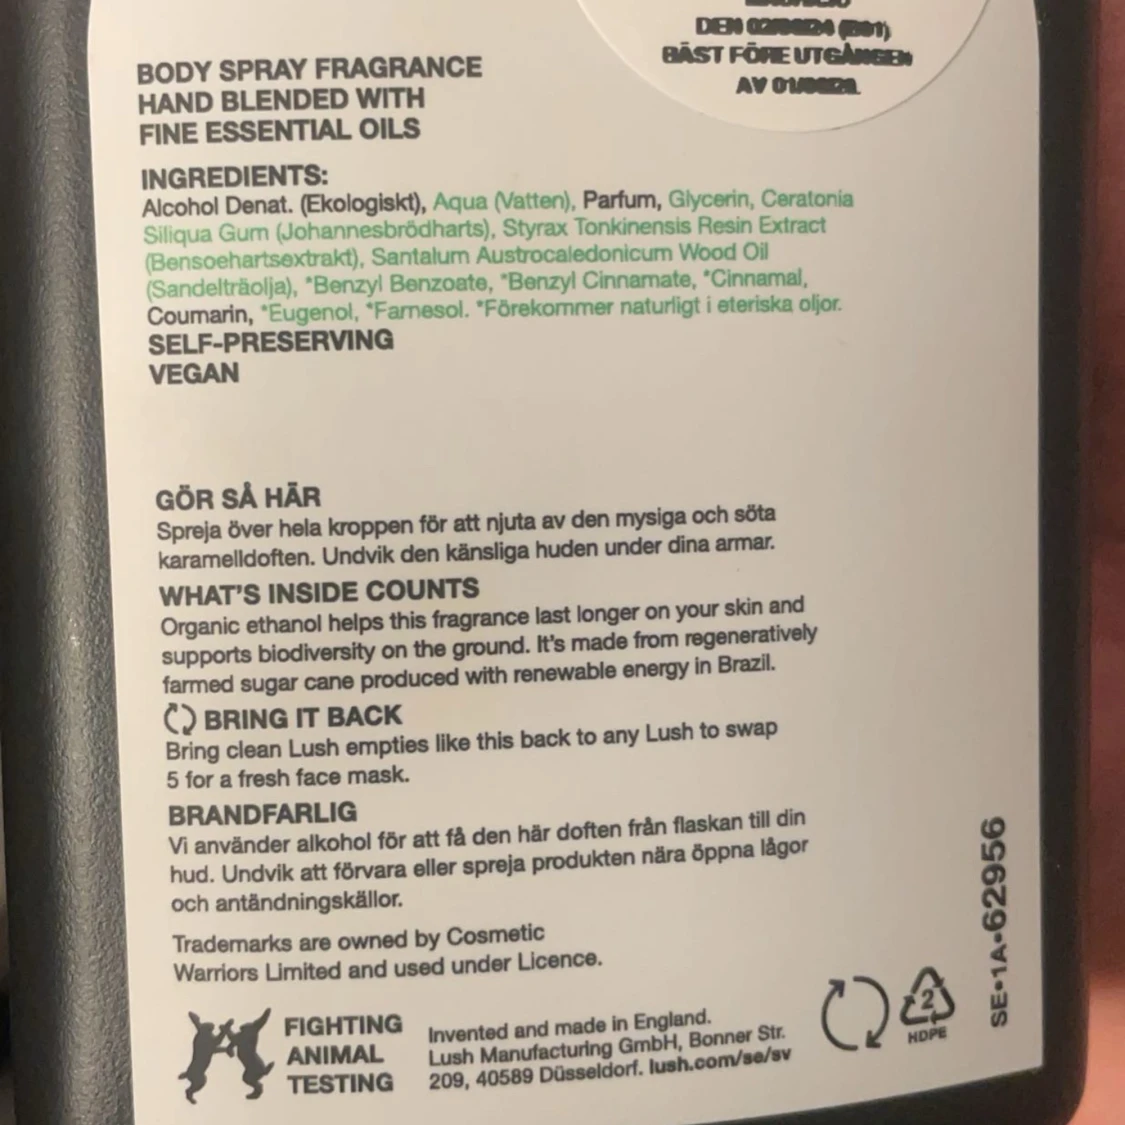 BODY SPRAY FRAGRANCE
HAND BLENDED WITH
FINE ESSENTIAL OILS
DEN
BÄST FÖRE UTGÅNGEN
AV
INGREDIENTS:
Alcohol Denat. (Ekologiskt), Aqua (Vatten), Parfum, Glycerin, Ceratonia
Siliqua Gum (Johannesbrödharts), Styrax Tonkinensis Resin Extract
(Bensoehartsextrakt), Santalum Austrocaledonicum Wood Oil
(Sandelträolja), *Benzyl Benzoate, *Benzyl Cinnamate, *Cinnamal,
Coumarin, *Eugenol, *Farnesol. *Förekommer naturligt i eteriska oljor.
SELF-PRESERVING
VEGAN
GÖR SÅ HÄR
Spreja över hela kroppen för att njuta av den mysiga och söta
karamelldoften. Undvik den känsliga huden under dina armar.
WHAT'S INSIDE COUNTS
Organic ethanol helps this fragrance last longer on your skin and
supports biodiversity on the ground. It's made from regeneratively
farmed sugar cane produced with renewable energy in Brazil.
BRING IT BACK
Bring clean Lush empties like this back to any Lush to swap
5 for a fresh face mask.
BRANDFARLIG
Vi använder alkohol för att få den här doften från flaskan till din
hud. Undvik att förvara eller spreja produkten nära öppna lågor
och antändningskällor.
Trademarks are owned by Cosmetic
Warriors Limited and used under Licence.
FIGHTING
ANIMAL
TESTING
Invented and made in England.
Lush Manufacturing GmbH, Bonner Str.
209, 40589 Düsseldorf. lush.com/se/sv
2
HDPE
SE•1A•62956